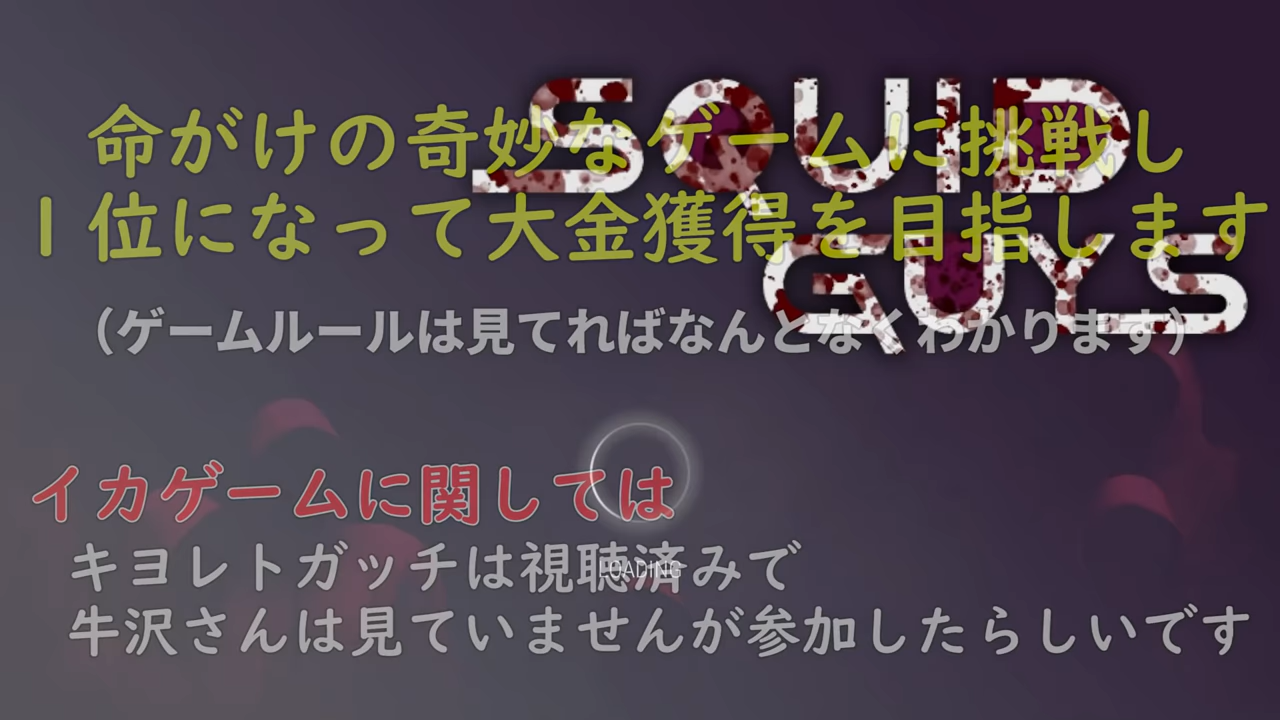 SQUID
命がけの奇妙なゲームに挑戦し
1位になって大金獲得を目指します
GUYS
（ゲームルールは見てればなんとなくわかります）
イカゲームに関しては
キヨレトガッチは視聴済みで
LOADING
牛沢さんは見ていませんが参加したらしいです